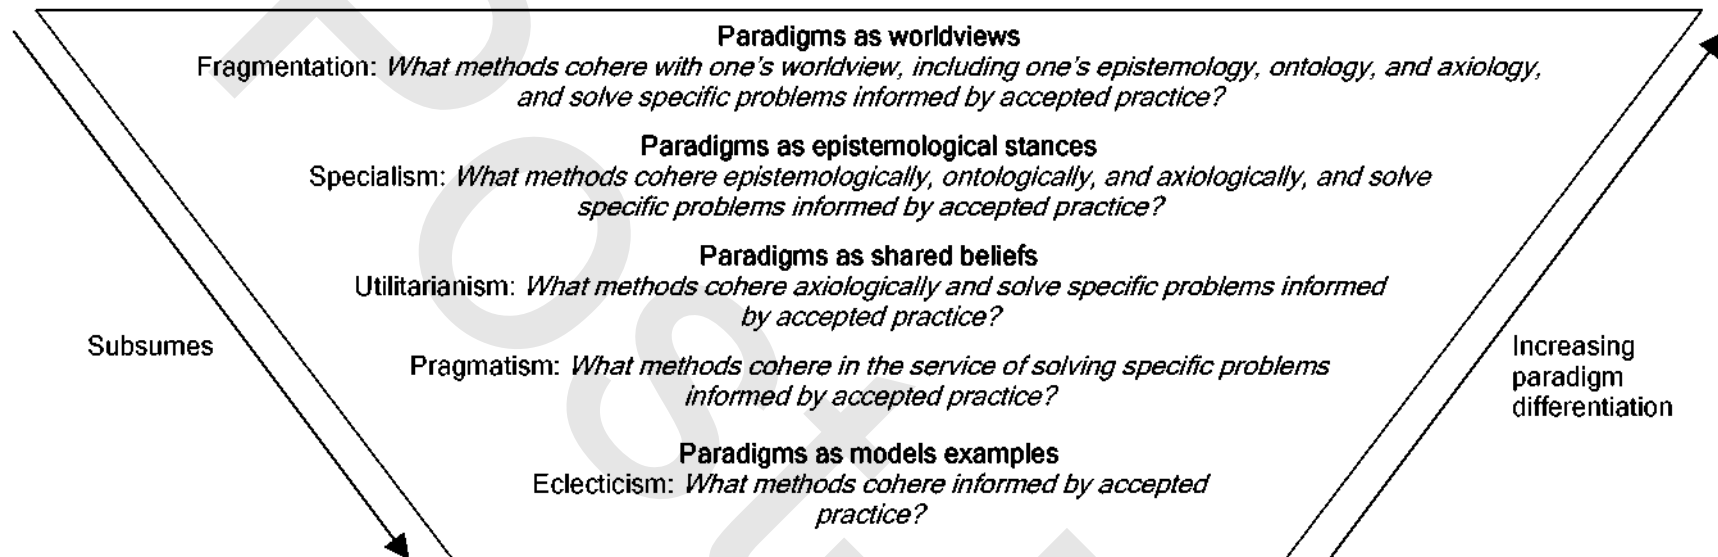 Paradigms as worldviews
Fragmentation: What methods cohere with one's worldview, including one's epistemology, ontology, and axiology,
and solve specific problems informed by accepted practice?
Paradigms as epistemological stances
Specialism: What methods cohere epistemologically, ontologically, and axiologically, and solve
specific problems informed by accepted practice?
Paradigms as shared beliefs
Utilitarianism: What methods cohere axiologically and solve specific problems informed
by accepted practice?
Subsumes
Pragmatism: What methods cohere in the service of solving specific problems
informed by accepted practice?
Increasing
paradigm
differentiation
Paradigms as models examples
Eclecticism: What methods cohere informed by accepted
practice?